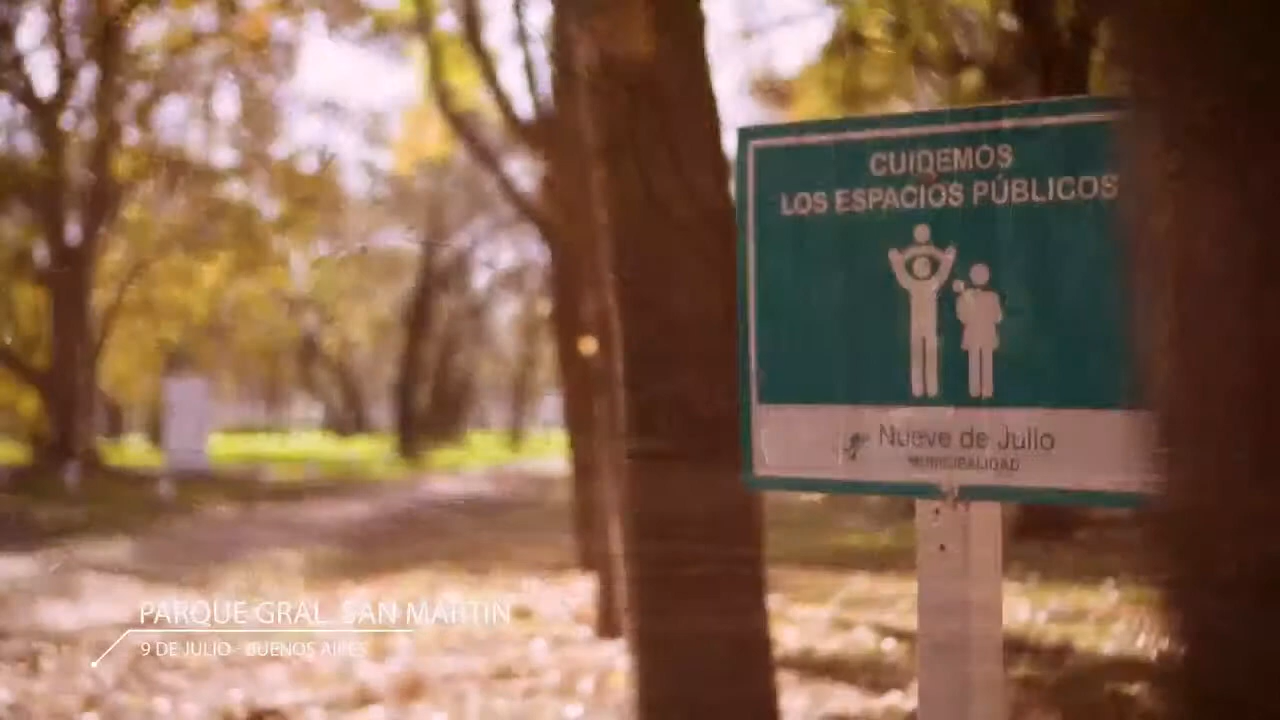 CUIDEMOS
LOS ESPACIOS PÚBLICOS
Nueve de Julio
MUNICIPALIDAD
PARQUE GRAL. SAN MARTIN
9 DE JULIO - BUENOS AIRES